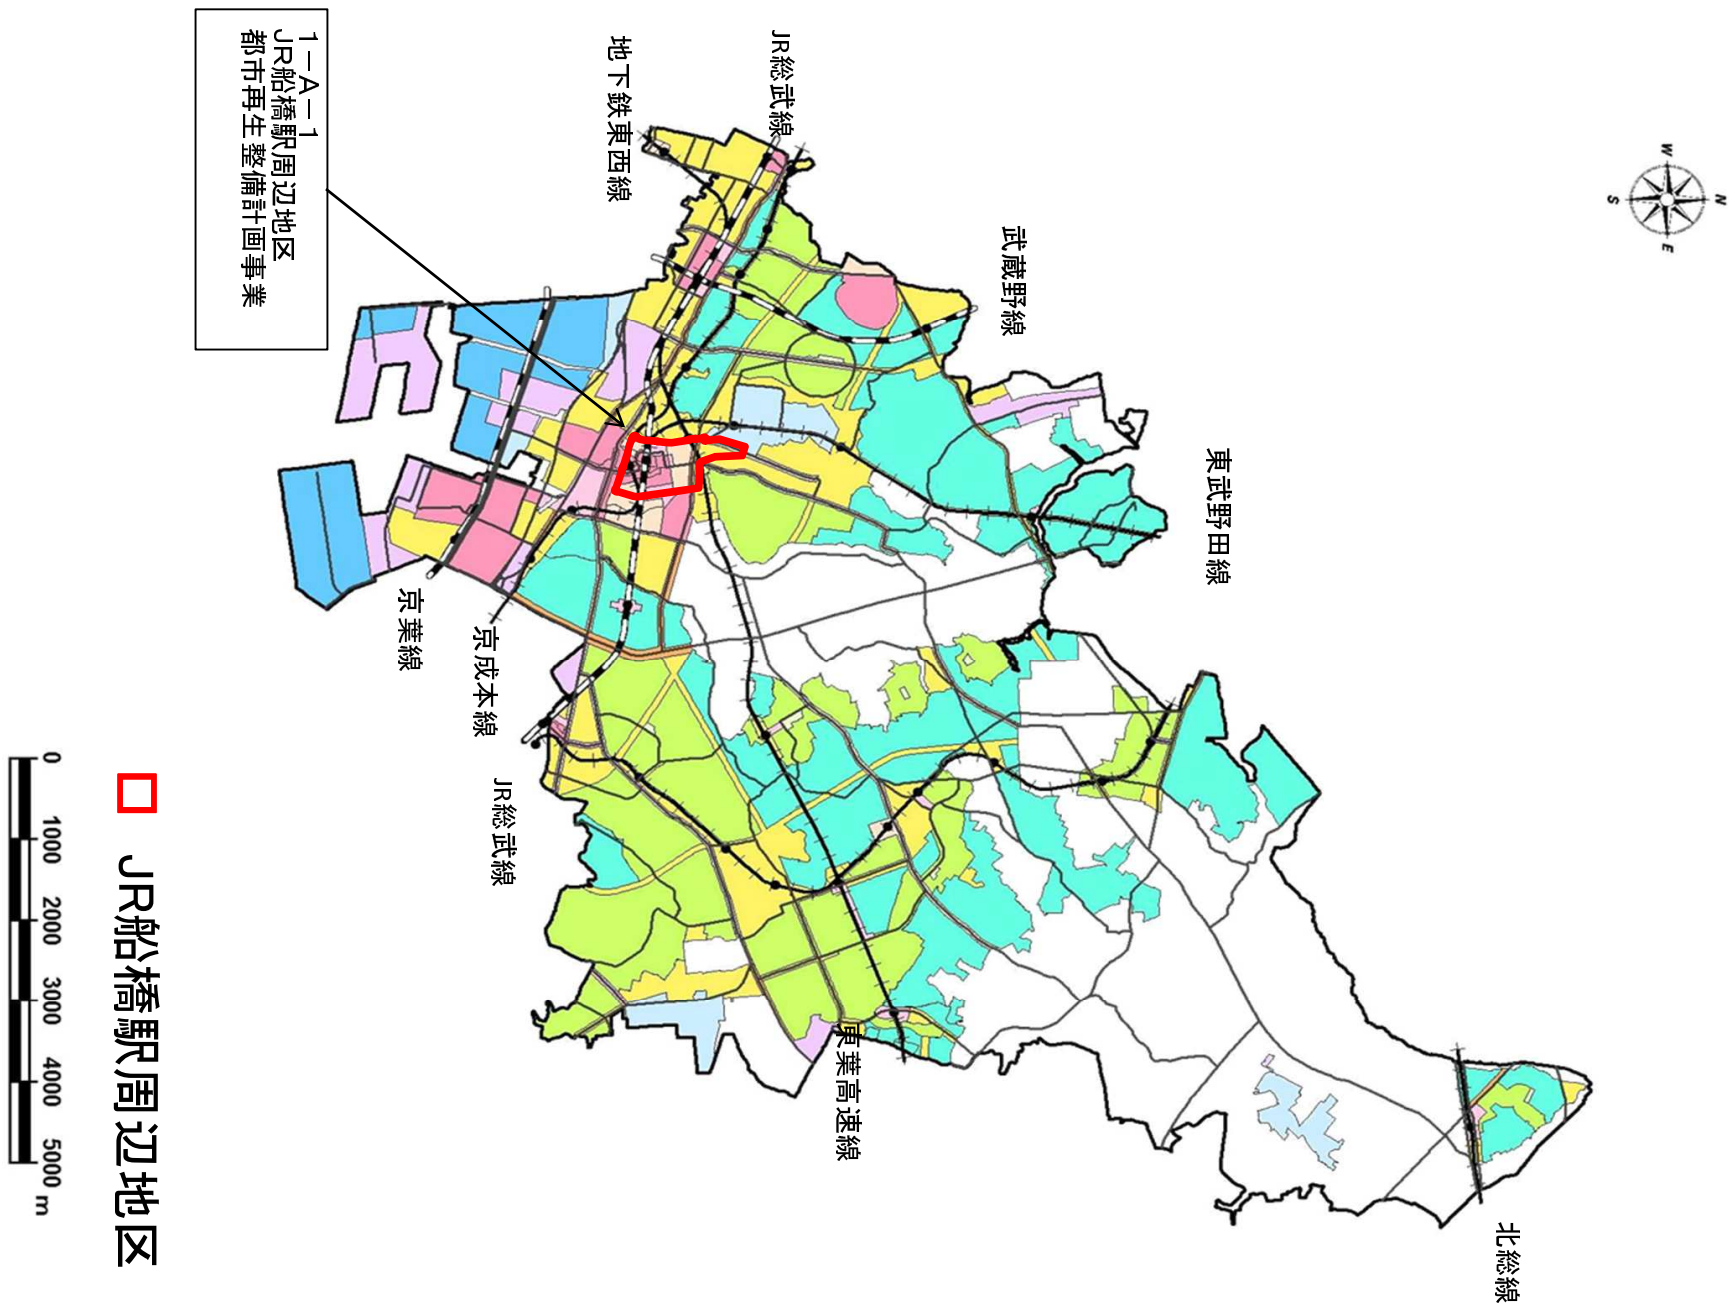 1－A－1
JR船橋駅周辺地区
都市再生整備計画事業
地下鉄東西線
JR総武線
武蔵野線
東武野田線
京葉線
京成本線
JR総武線
東葉高速線
北総線
N
W
E
S
JR船橋駅周辺地区
0 1000 2000 3000 4000 5000 m